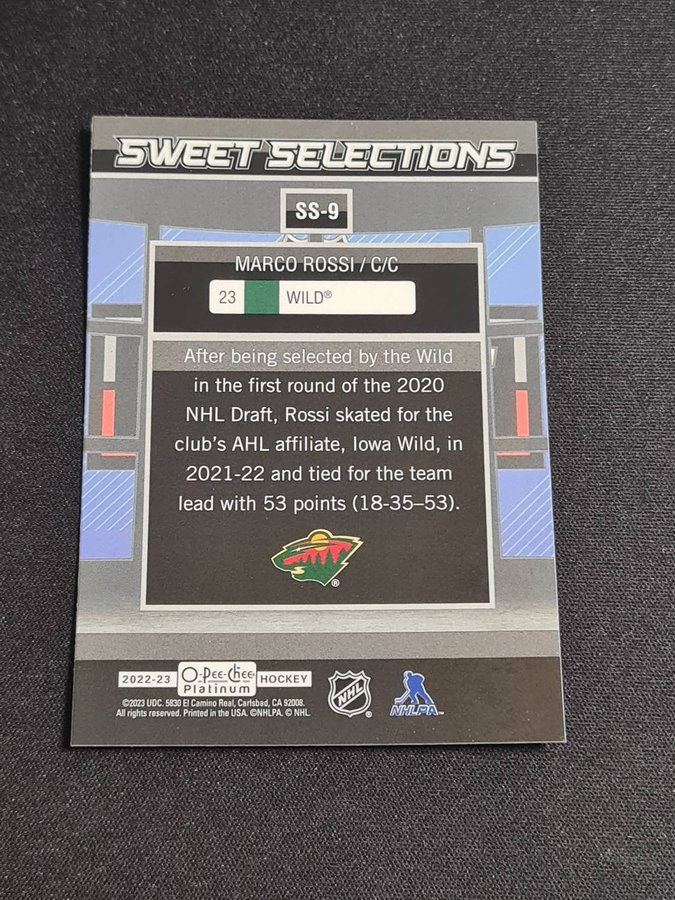 SWEET SELECTIONS
SS-9
MARCO ROSSI / C/C
23 WILD®
After being selected by the Wild
in the first round of the 2020
NHL Draft, Rossi skated for the
club's AHL affiliate, Iowa Wild, in
2021-22 and tied for the team
lead with 53 points (18-35–53).
®
2022-23 O-Pee-Chee Platinum HOCKEY
©2023 UDC. 5830 El Camino Real, Carlsbad, CA 92008.
All rights reserved. Printed in the USA. ©NHLPA. © NHL.
NHL ®
NHLPA